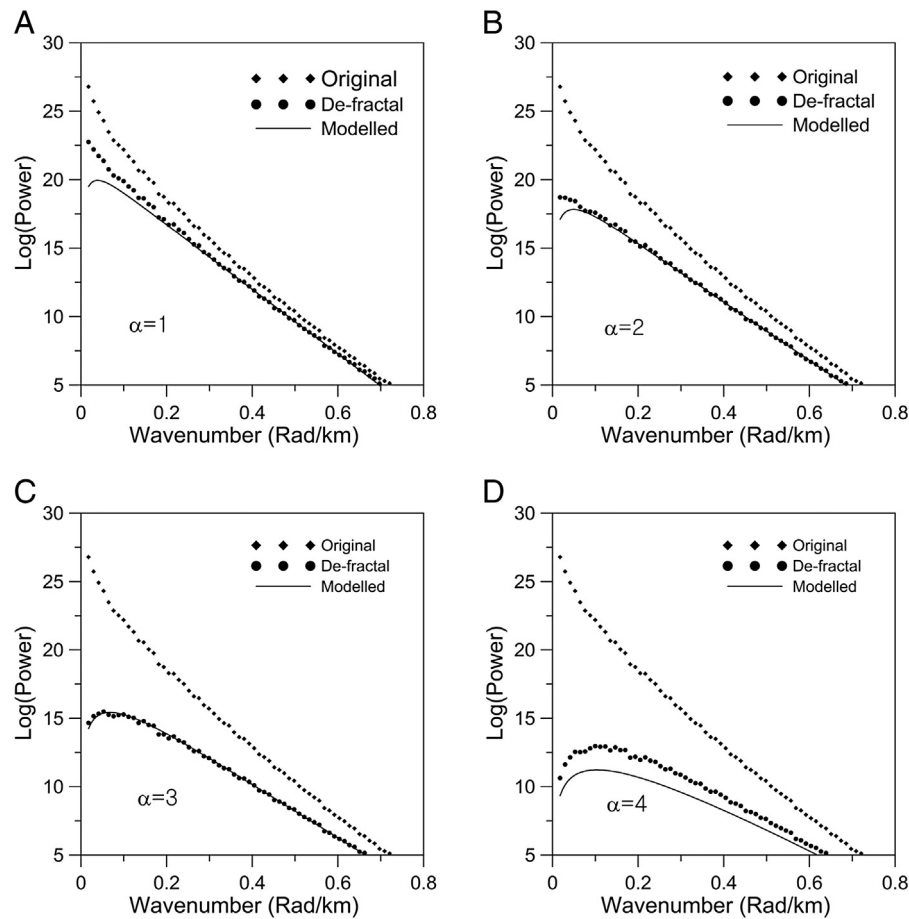 A
30
25
20
15
10
5
Log(Power)
Original
De-fractal
Modelled
α=1
0
0.2
0.4
0.6
0.8
Wavenumber (Rad/km)
B
30
25
20
15
10
5
Log(Power)
Original
De-fractal
Modelled
α=2
0
0.2
0.4
0.6
0.8
Wavenumber (Rad/km)
C
30
25
20
15
10
5
Log(Power)
Original
De-fractal
Modelled
α=3
0
0.2
0.4
0.6
0.8
Wavenumber (Rad/km)
D
30
25
20
15
10
5
Log(Power)
Original
De-fractal
Modelled
α=4
0
0.2
0.4
0.6
0.8
Wavenumber (Rad/km)